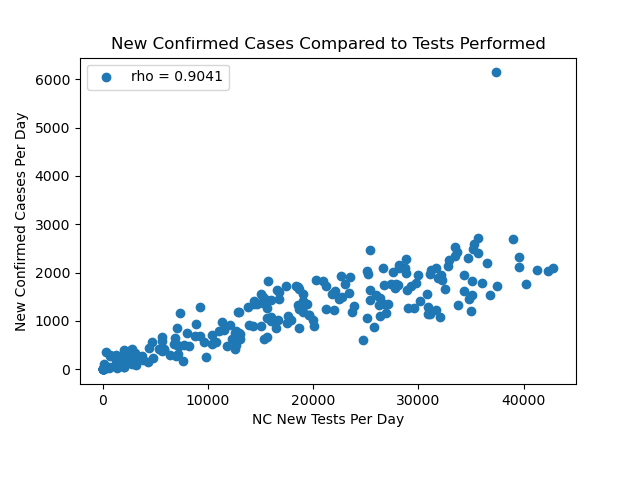 New Confirmed Cases Compared to Tests Performed
rho = 0.9041
6000
5000
4000
3000
2000
1000
0
New Confirmed Caeses Per Day
0 10000 20000 30000 40000
NC New Tests Per Day